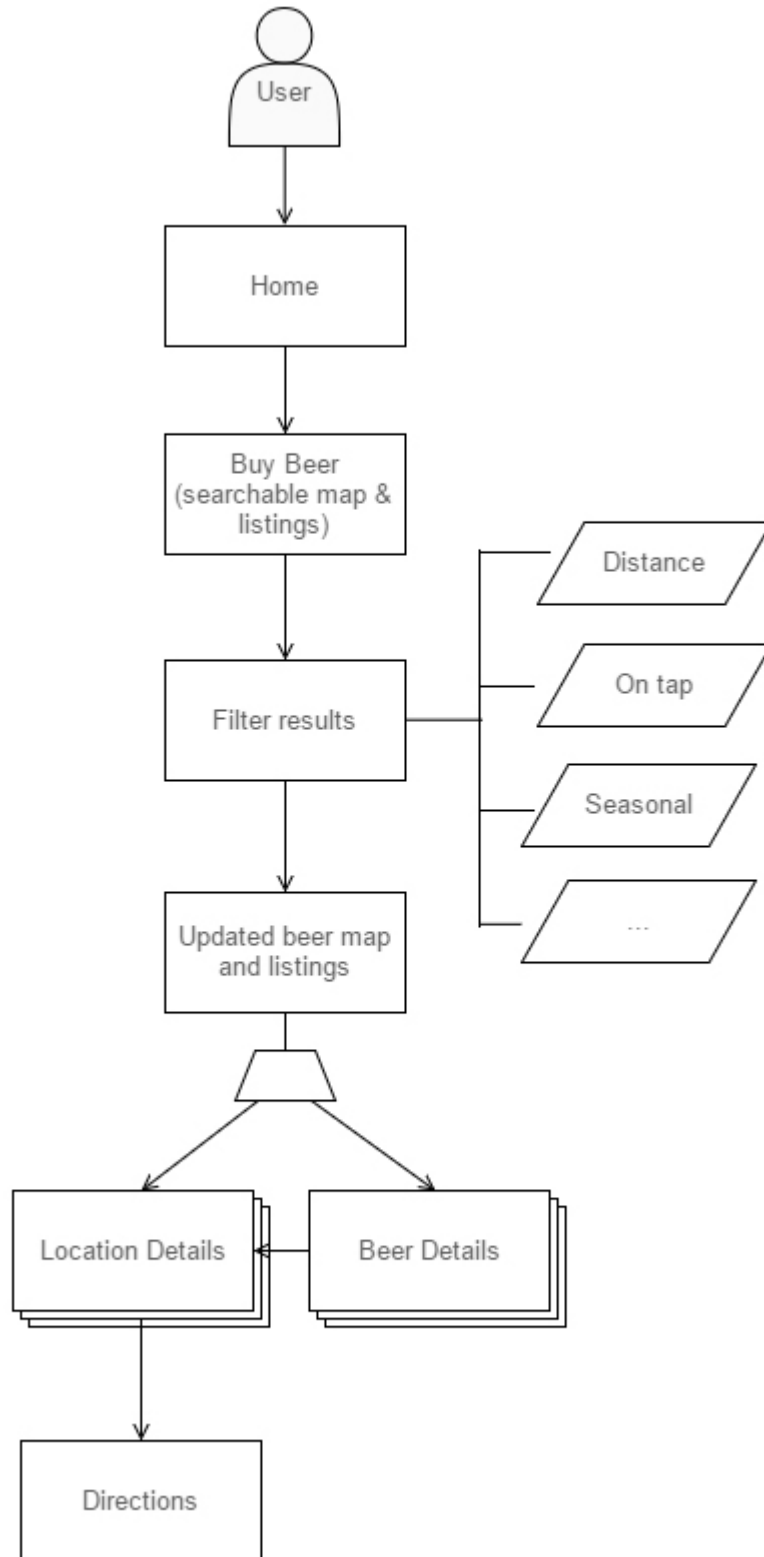 User
Home
Buy Beer
(searchable map &
listings)
Distance
On tap
Filter results
Seasonal
...
Updated beer map
and listings
Location Details
Beer Details
Directions